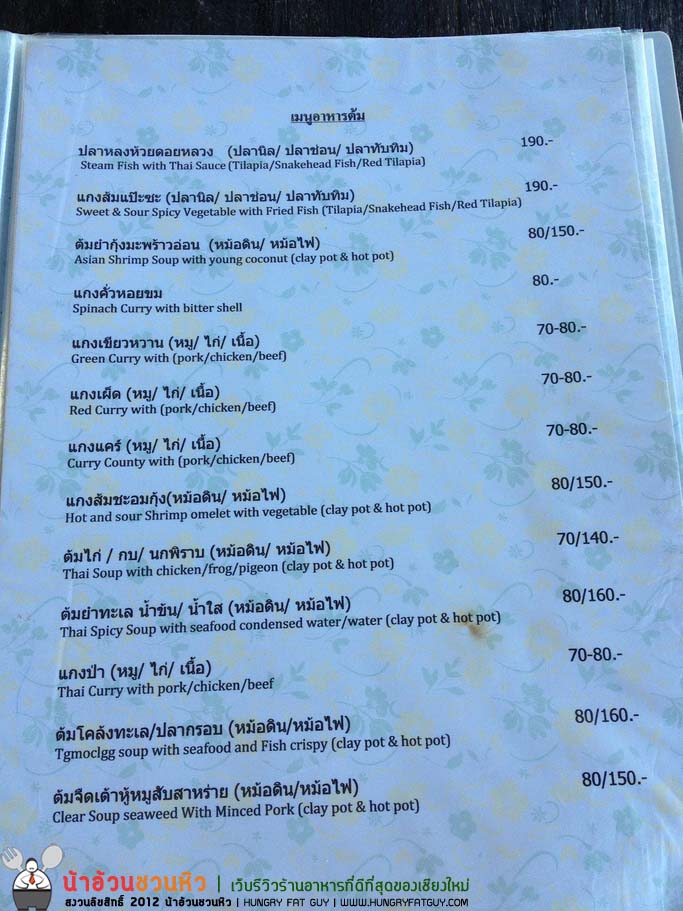 เมนูอาหารต้ม
ปลาหลงห้วยดอยหลวง (ปลานิล/ ปลาช่อน/ ปลาทับทิม) 190.-
Steam Fish with Thai Sauce (Tilapia/Snakehead Fish/Red Tilapia)
แกงส้มแป๊ะซะ (ปลานิล/ ปลาช่อน/ ปลาทับทิม) 190.-
Sweet & Sour Spicy Vegetable with Fried Fish (Tilapia/Snakehead Fish/Red Tilapia)
ต้มยำกุ้งมะพร้าวอ่อน (หม้อดิน/ หม้อไฟ) 80/150.-
Asian Shrimp Soup with young coconut (clay pot & hot pot)
แกงคั่วหอยขม 80.-
Spinach Curry with bitter shell
แกงเขียวหวาน (หมู/ ไก่/ เนื้อ) 70-80.-
Green Curry with (pork/chicken/beef)
แกงเผ็ด (หมู/ ไก่/ เนื้อ) 70-80.-
Red Curry with (pork/chicken/beef)
แกงแคร์ (หมู/ ไก่/ เนื้อ) 70-80.-
Curry County with (pork/chicken/beef)
แกงส้มชะอมกุ้ง(หม้อดิน/ หม้อไฟ) 80/150.-
Hot and sour Shrimp omelet with vegetable (clay pot & hot pot)
ต้มไก่ / กบ/ นกพิราบ (หม้อดิน/ หม้อไฟ) 70/140.-
Thai Soup with chicken/frog/pigeon (clay pot & hot pot)
ต้มยำทะเล น้ำข้น/ น้ำใส (หม้อดิน/ หม้อไฟ) 80/160.-
Thai Spicy Soup with seafood condensed water/water (clay pot & hot pot)
แกงป่า (หมู/ ไก่/ เนื้อ) 70-80.-
Thai Curry with pork/chicken/beef
ต้มโคล้งทะเล/ปลากรอบ (หม้อดิน/หม้อไฟ) 80/160.-
Tgmoclgg soup with seafood and Fish crispy (clay pot & hot pot)
ต้มจืดเต้าหู้หมูสับสาหร่าย (หม้อดิน/หม้อไฟ) 80/150.-
Clear Soup seaweed With Minced Pork (clay pot & hot pot)
น้าอ้วนชวนหิว | เว็บรีวิวร้านอาหารที่ดีที่สุดของเชียงใหม่
สงวนลิขสิทธิ์ 2012 น้าอ้วนชวนหิว | HUNGRY FAT GUY | WWW.HUNGRYFATGUY.COM